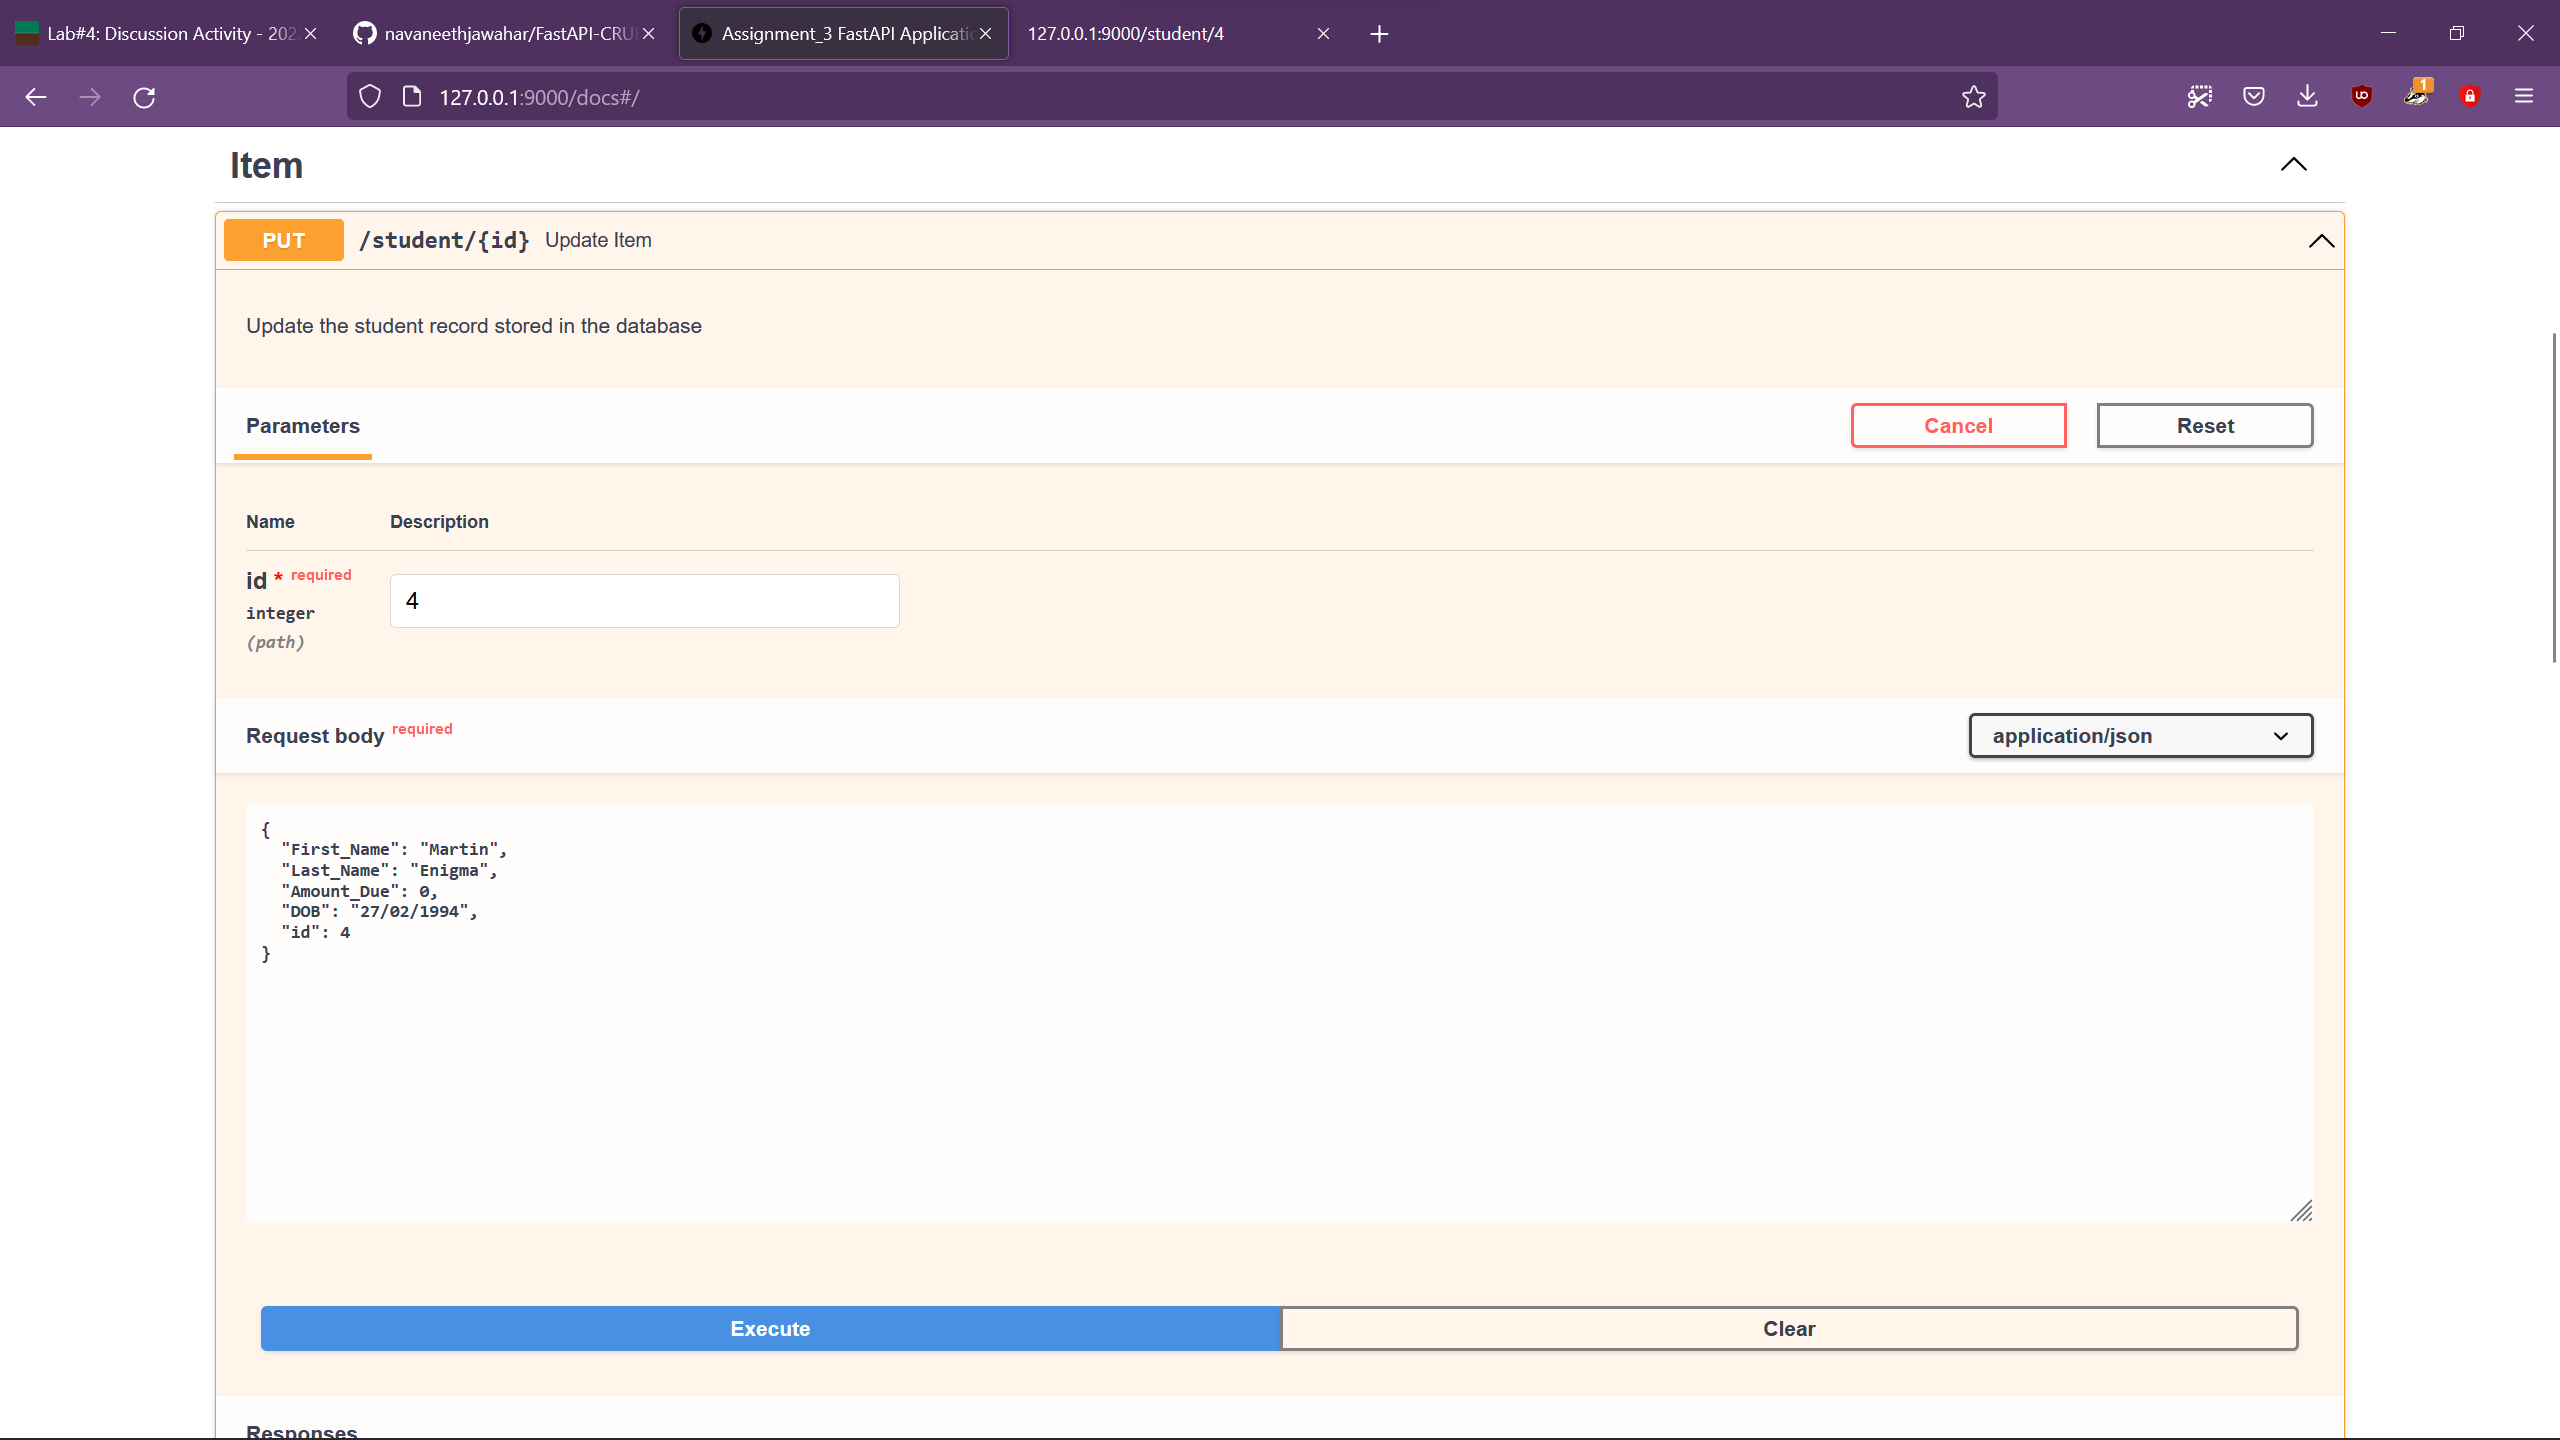 Lab#4: Discussion Activity - 202
navaneethjawahar/FastAPI-CRU
Assignment_3 FastAPI Applicati
127.0.0.1:9000/student/4
127.0.0.1:9000/docs#/
1
Item
PUT /student/{id} Update Item
Update the student record stored in the database
Parameters
Cancel
Reset
Name Description
id * required
integer
(path)
4
Request body required
application/json
{
  "First_Name": "Martin",
  "Last_Name": "Enigma",
  "Amount_Due": 0,
  "DOB": "27/02/1994",
  "id": 4
}
Execute
Clear
Responses